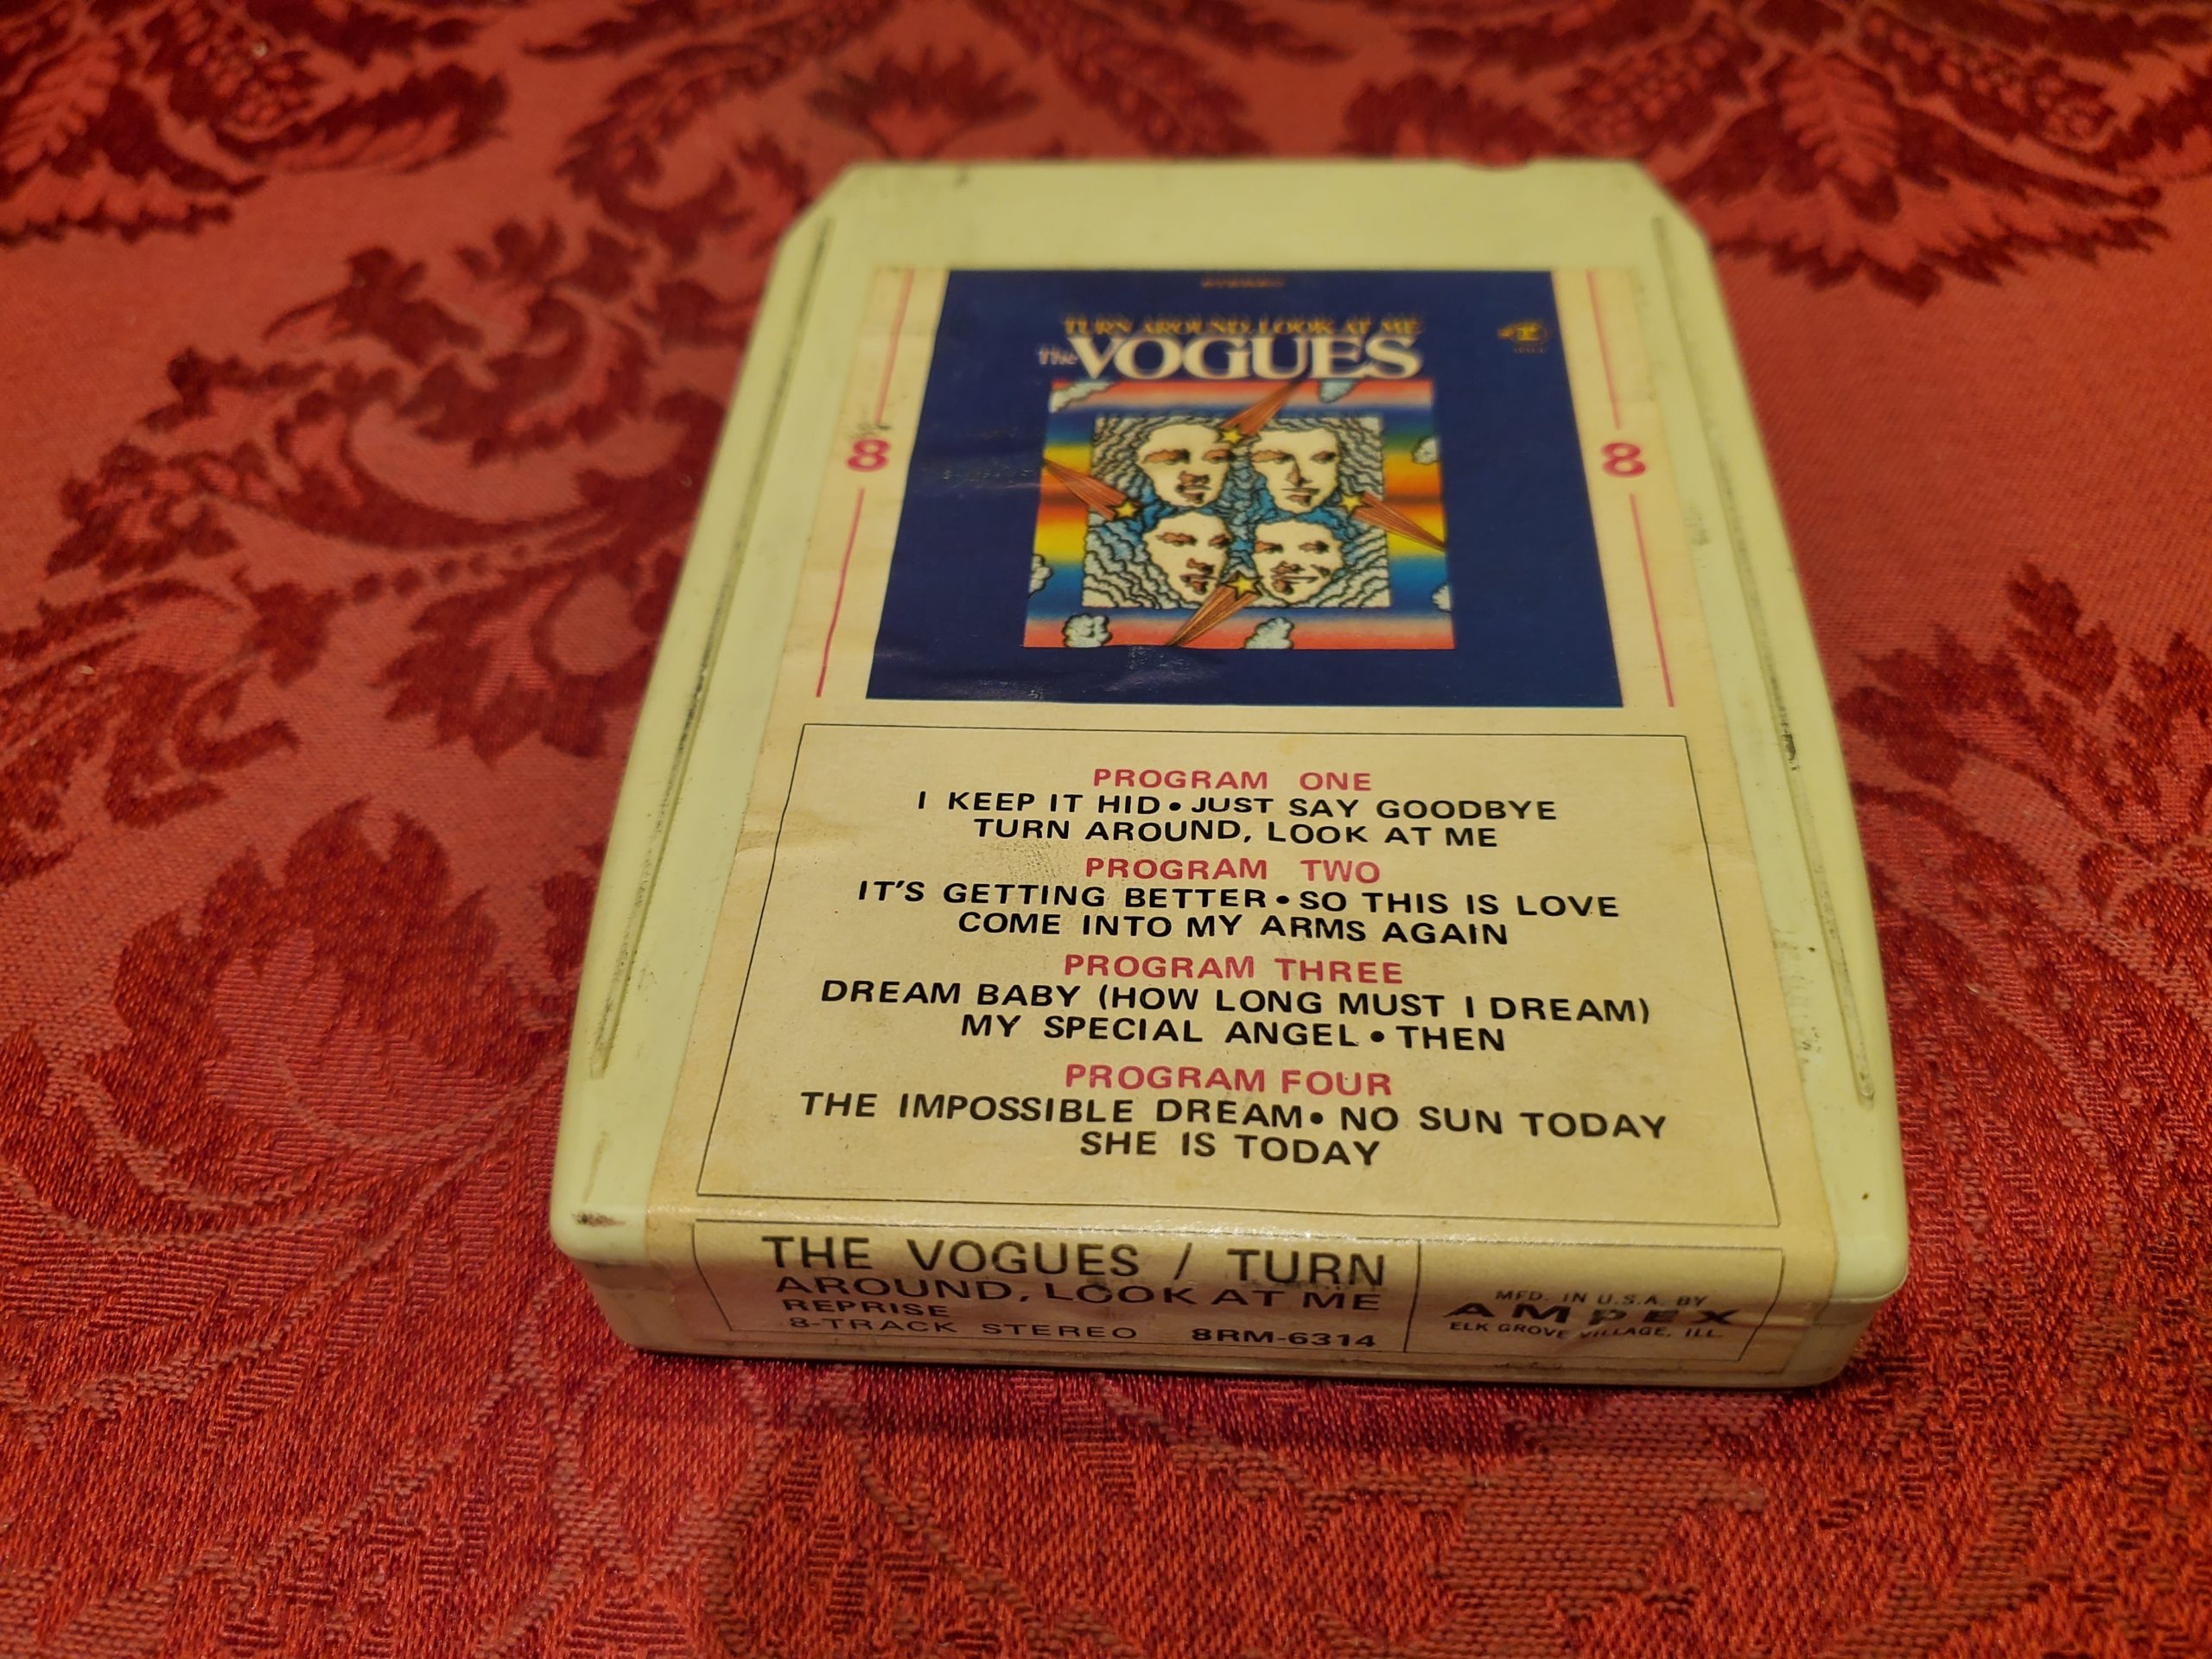 STEREO
TURN AROUND, LOOK AT ME
The VOGUES
8
8
PROGRAM ONE
I KEEP IT HID • JUST SAY GOODBYE
TURN AROUND, LOOK AT ME
PROGRAM TWO
IT'S GETTING BETTER • SO THIS IS LOVE
COME INTO MY ARMS AGAIN
PROGRAM THREE
DREAM BABY (HOW LONG MUST I DREAM)
MY SPECIAL ANGEL • THEN
PROGRAM FOUR
THE IMPOSSIBLE DREAM • NO SUN TODAY
SHE IS TODAY
THE VOGUES / TURN
AROUND, LOOK AT ME
REPRISE
8-TRACK STEREO 8RM-6314
MFD. IN U.S.A. BY
AMPEX
ELK GROVE VILLAGE, ILL.